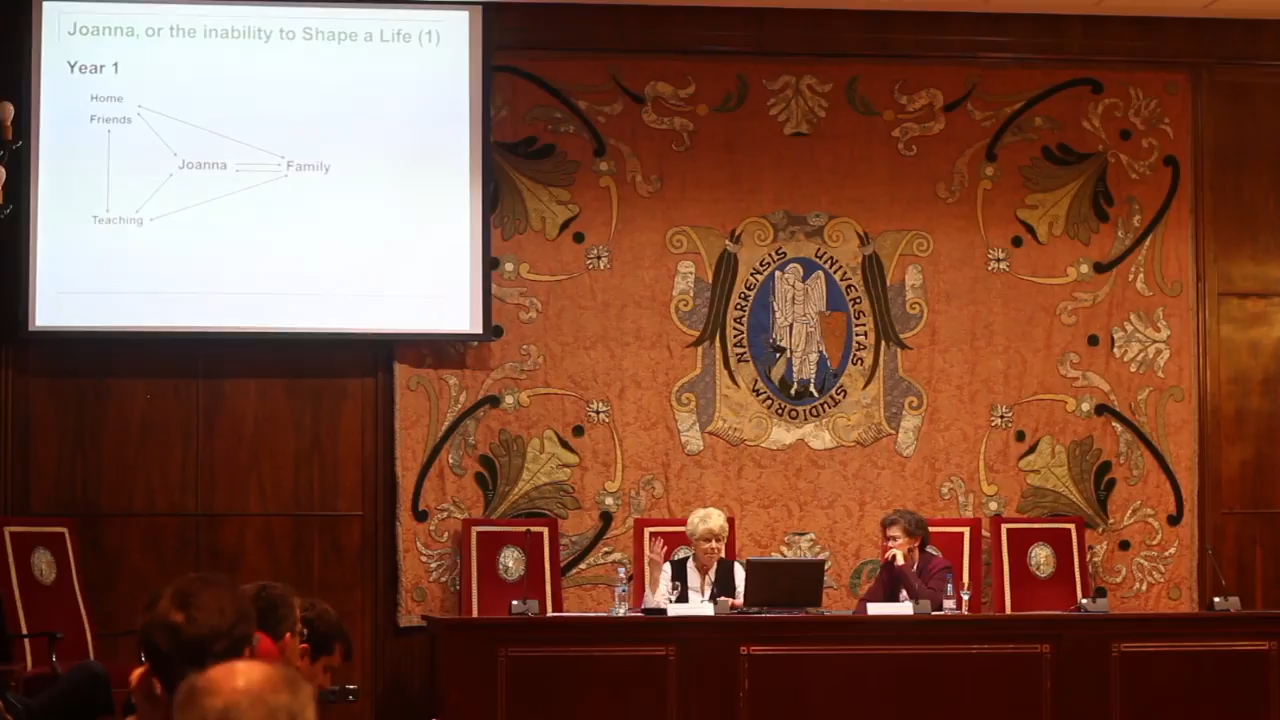 Joanna, or the inability to Shape a Life (1)
Year 1
Home
Friends
Joanna
Family
Teaching
UNIVERSITAS
STUDIORUM
NAVARRENSIS